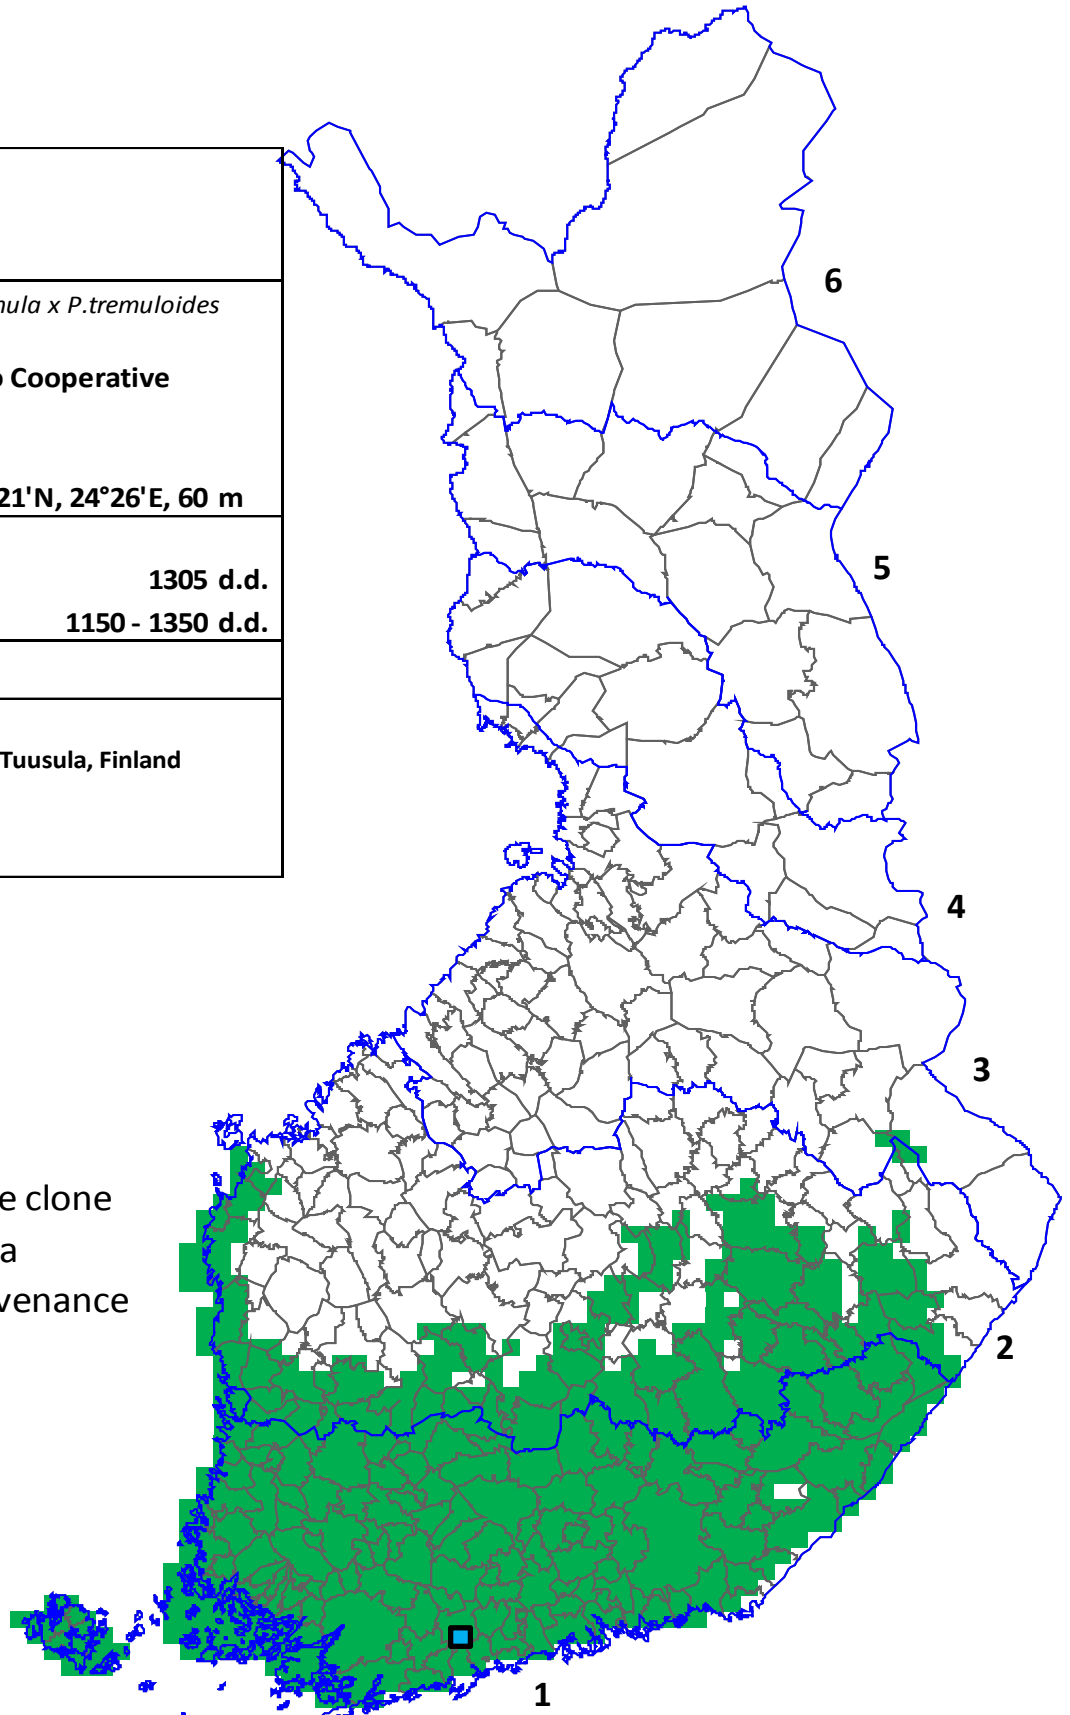 nula x P.tremuloides
o Cooperative
21'N, 24°26'E, 60 m
1305 d.d.
1150 - 1350 d.d.
Tuusula, Finland
6
5
4
3
e clone
a
venance
2
1